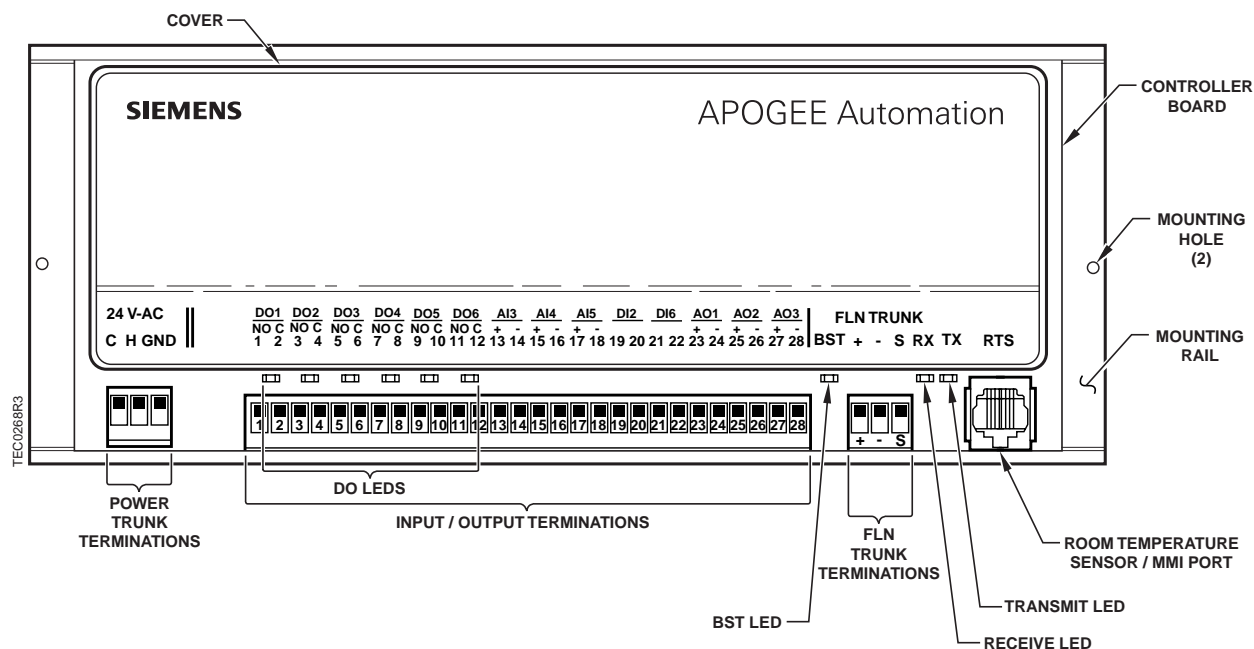 COVER
SIEMENS
APOGEE Automation
CONTROLLER
BOARD
MOUNTING
HOLE
(2)
MOUNTING
RAIL
24 V-AC
C H GND
DO1 DO2 DO3 DO4 DO5 DO6 AI3 AI4 AI5 DI2 DI6 AO1 AO2 AO3
NO C NO C NO C NO C NO C NO C + - + - + - + - + - + -
1 2 3 4 5 6 7 8 9 10 11 12 13 14 15 16 17 18 19 20 21 22 23 24 25 26 27 28
FLN TRUNK
BST + - S RX TX RTS
1 2 3 4 5 6 7 8 9 10 11 12 13 14 15 16 17 18 19 20 21 22 23 24 25 26 27 28
+ - S
TEC0268R3
POWER
TRUNK
TERMINATIONS
DO LEDS
INPUT / OUTPUT TERMINATIONS
FLN
TRUNK
TERMINATIONS
ROOM TEMPERATURE
SENSOR / MMI PORT
BST LED
TRANSMIT LED
RECEIVE LED